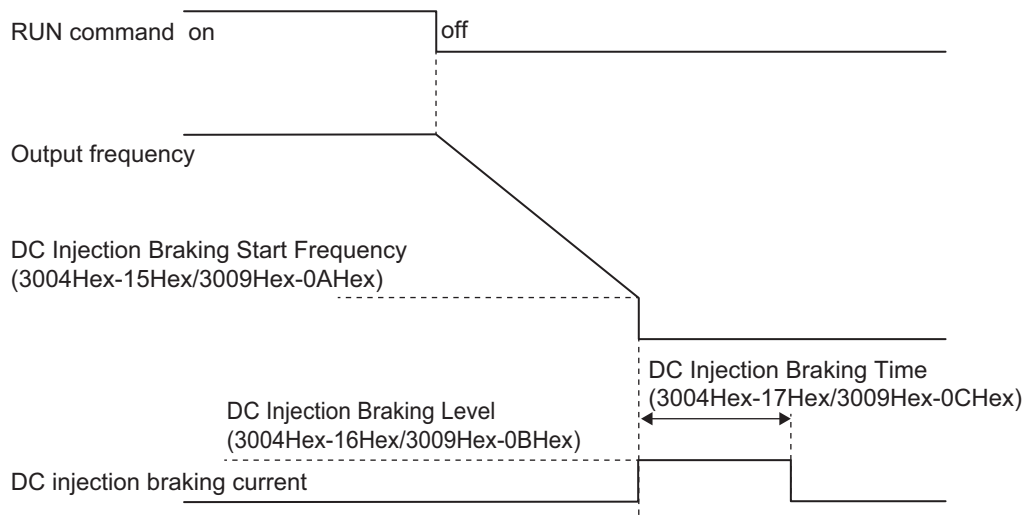 RUN command on
off
Output frequency
DC Injection Braking Start Frequency
(3004Hex-15Hex/3009Hex-0AHex)
DC Injection Braking Time
(3004Hex-17Hex/3009Hex-0CHex)
DC Injection Braking Level
(3004Hex-16Hex/3009Hex-0BHex)
DC injection braking current